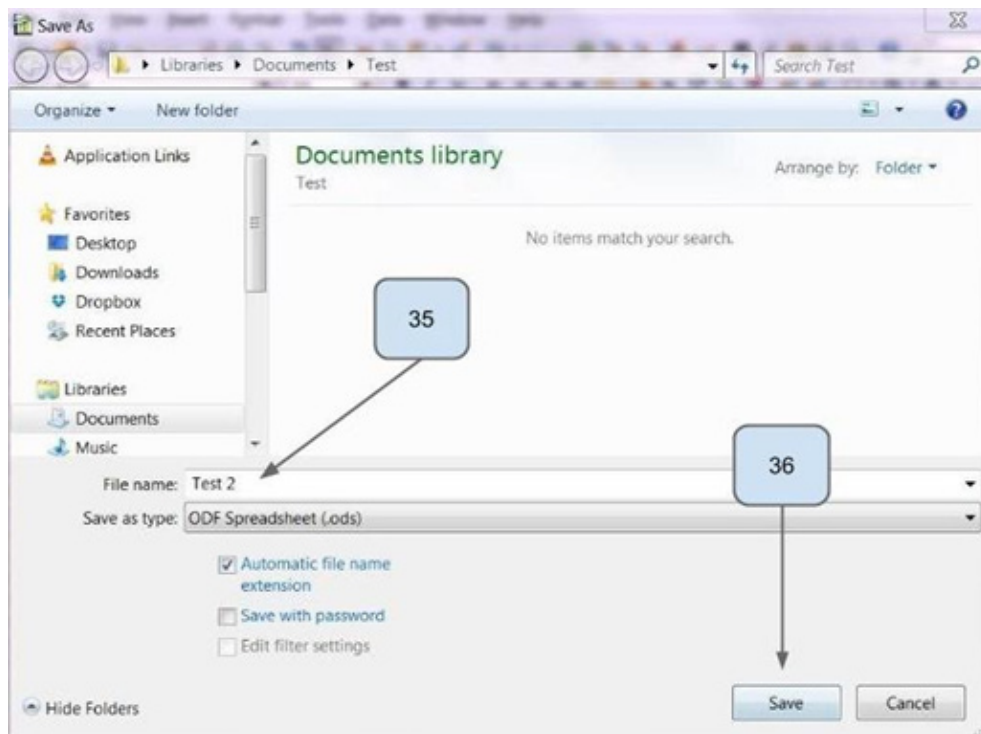 Save As
Libraries ▸ Documents ▸ Test
Search Test
Organize
New folder
Application Links
Favorites
Desktop
Downloads
Dropbox
Recent Places
Libraries
Documents
Music
Documents library
Test
Arrange by: Folder
No items match your search.
35
36
File name: Test 2
Save as type: ODF Spreadsheet (.ods)
Automatic file name
extension
Save with password
Edit filter settings
Hide Folders
Save
Cancel